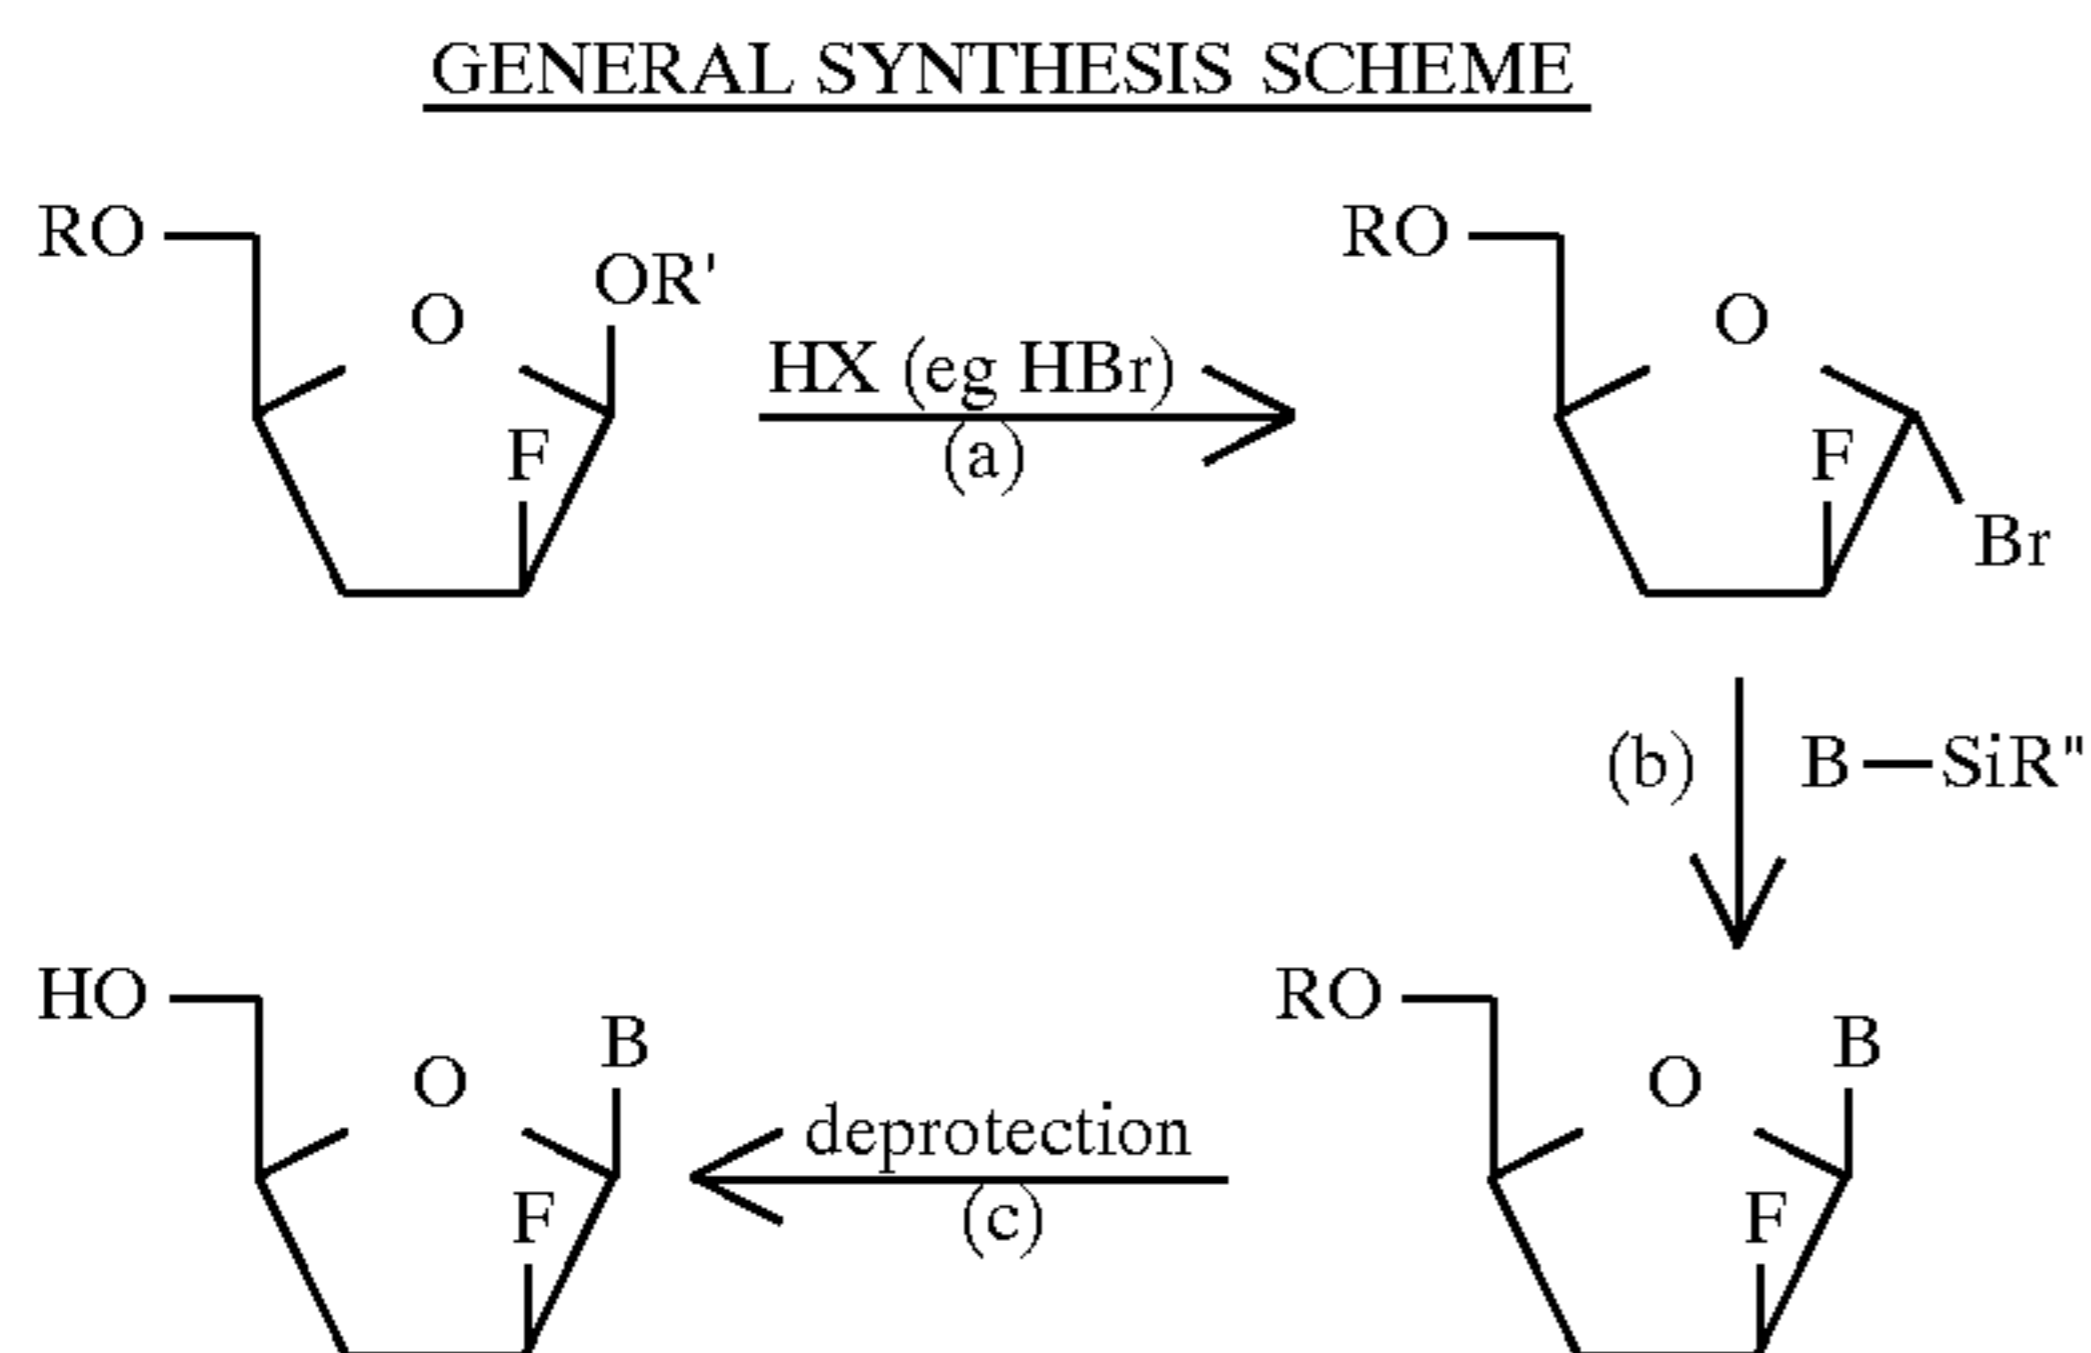 GENERAL SYNTHESIS SCHEME
RO
O
OR'
F
HX (eg HBr)
(a)
RO
O
F
Br
(b)
B—SiR"
HO
O
B
F
deprotection
(c)
RO
O
B
F